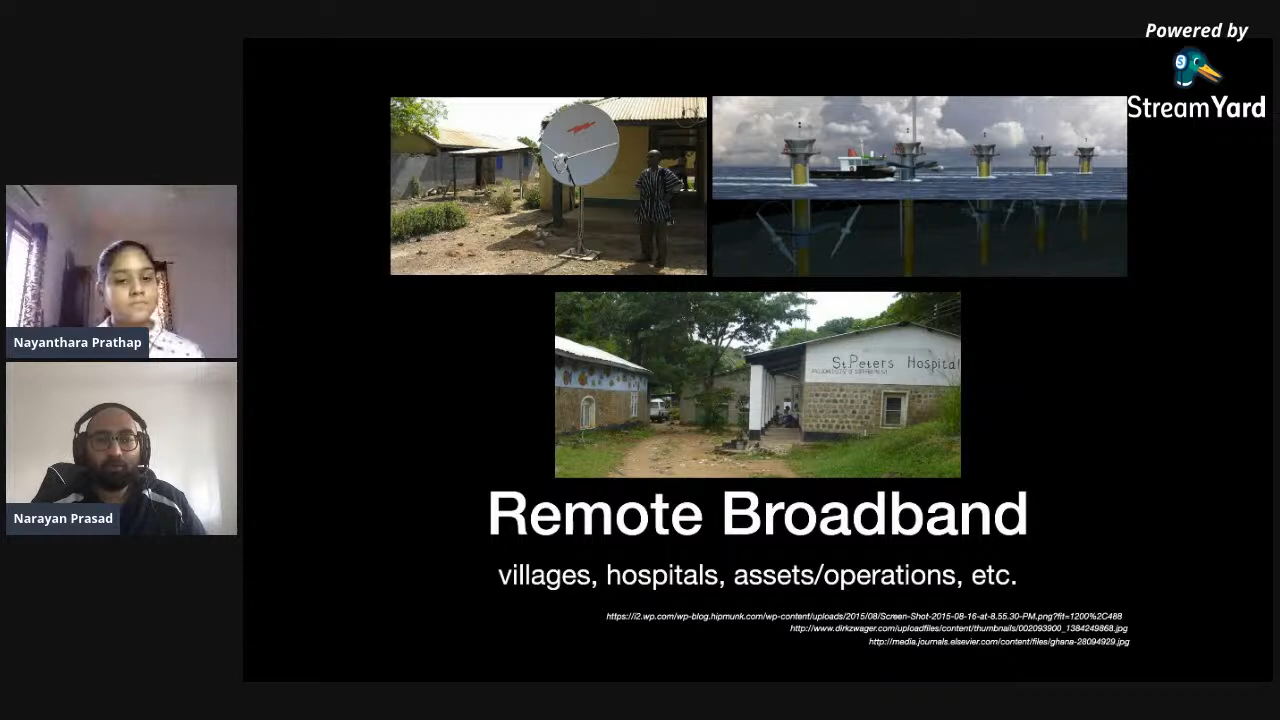 Powered by
StreamYard
Nayanthara Prathap
Narayan Prasad
St.Peters Hospital
Remote Broadband
villages, hospitals, assets/operations, etc.
https://i2.wp.com/wp-blog.hipmunk.com/wp-content/uploads/2015/08/Screen-Shot-2015-08-16-at-8.55.30-PM.png?fit=1200%2C488
http://www.dirkzwager.com/uploadfiles/content/thumbnails/002093900_1384249868.jpg
http://media.journals.elsevier.com/content/files/ghana-28094929.jpg